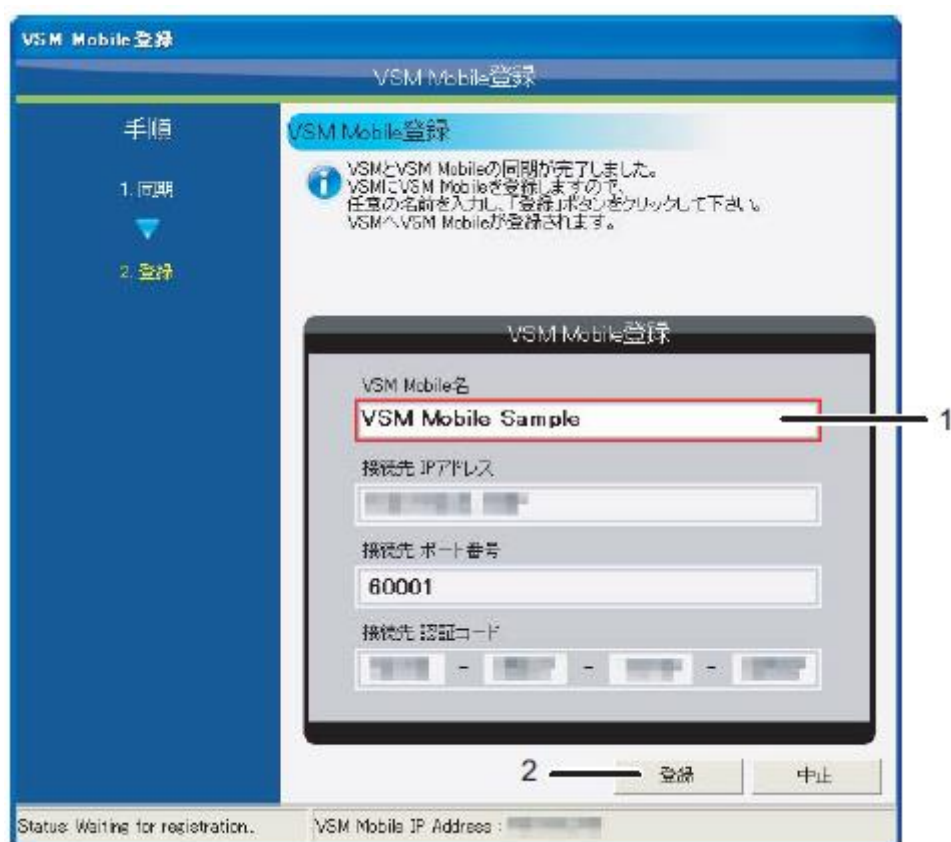 VSM Mobile登録
VSM Mobile登録
手順
1. 同期
2. 登録
VSM Mobile登録
VSMとVSM Mobileの同期が完了しました。
VSMにVSM Mobileを登録しますので、
任意の名前を入力し、「登録」ボタンをクリックして下さい。
VSMへVSM Mobileが登録されます。
VSM Mobile登録
VSM Mobile名
VSM Mobile Sample
1
接続先 IPアドレス
接続先 ポート番号
60001
接続先 認証コード
- - -
2
登録
中止
Status: Waiting for registration..
VSM Mobile IP Address :